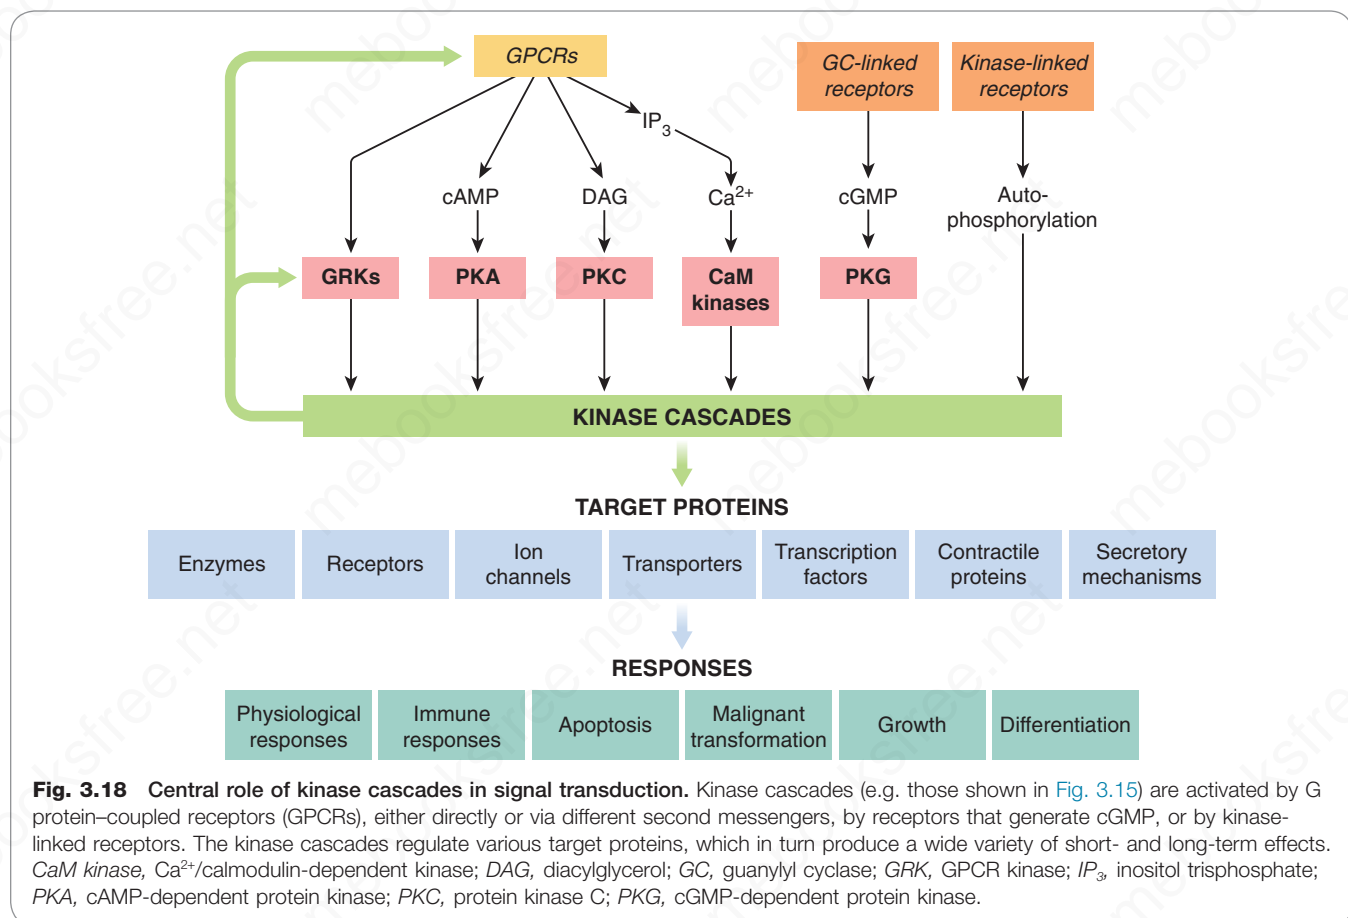 GPCRs
GC-linked
receptors
Kinase-linked
receptors
IP₃
cAMP
DAG
Ca²⁺
cGMP
Auto-
phosphorylation
GRKs
PKA
PKC
CaM
kinases
PKG
KINASE CASCADES
TARGET PROTEINS
Enzymes
Receptors
Ion
channels
Transporters
Transcription
factors
Contractile
proteins
Secretory
mechanisms
RESPONSES
Physiological
responses
Immune
responses
Apoptosis
Malignant
transformation
Growth
Differentiation
Fig. 3.18 Central role of kinase cascades in signal transduction. Kinase cascades (e.g. those shown in Fig. 3.15) are activated by G
protein–coupled receptors (GPCRs), either directly or via different second messengers, by receptors that generate cGMP, or by kinase-
linked receptors. The kinase cascades regulate various target proteins, which in turn produce a wide variety of short- and long-term effects.
CaM kinase, Ca²⁺/calmodulin-dependent kinase; DAG, diacylglycerol; GC, guanylyl cyclase; GRK, GPCR kinase; IP₃, inositol trisphosphate;
PKA, cAMP-dependent protein kinase; PKC, protein kinase C; PKG, cGMP-dependent protein kinase.
mebooksfree.net